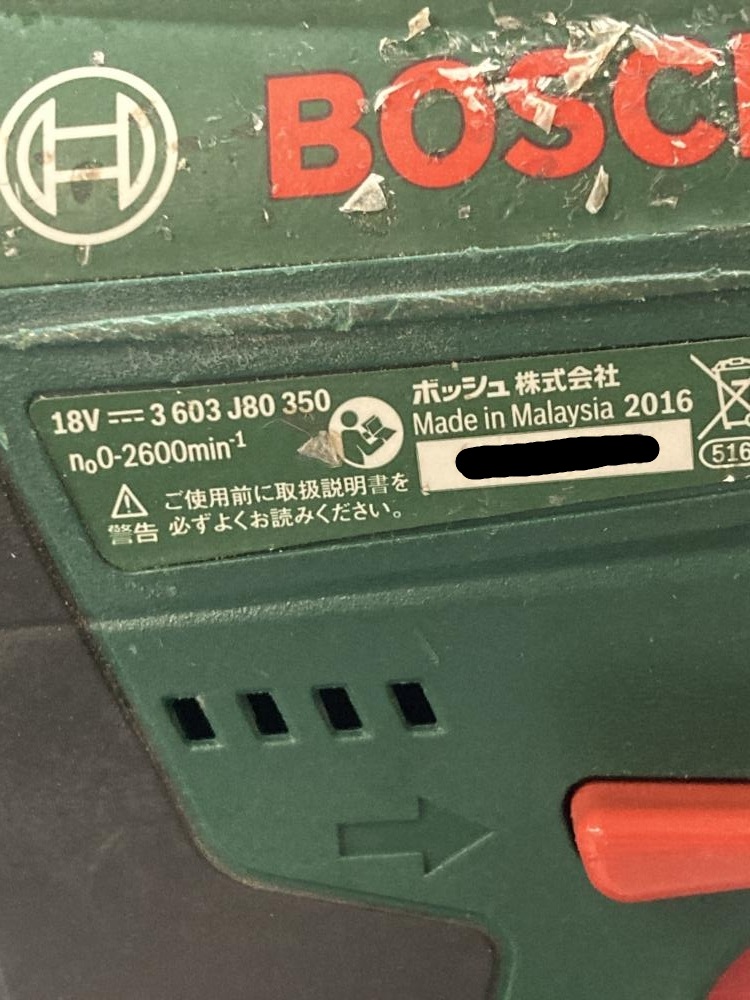 BOSCH
18V ⎓ 3 603 J80 350
n₀0-2600min⁻¹
警告 ご使用前に取扱説明書を
必ずよくお読みください。
ボッシュ株式会社
Made in Malaysia 2016
516